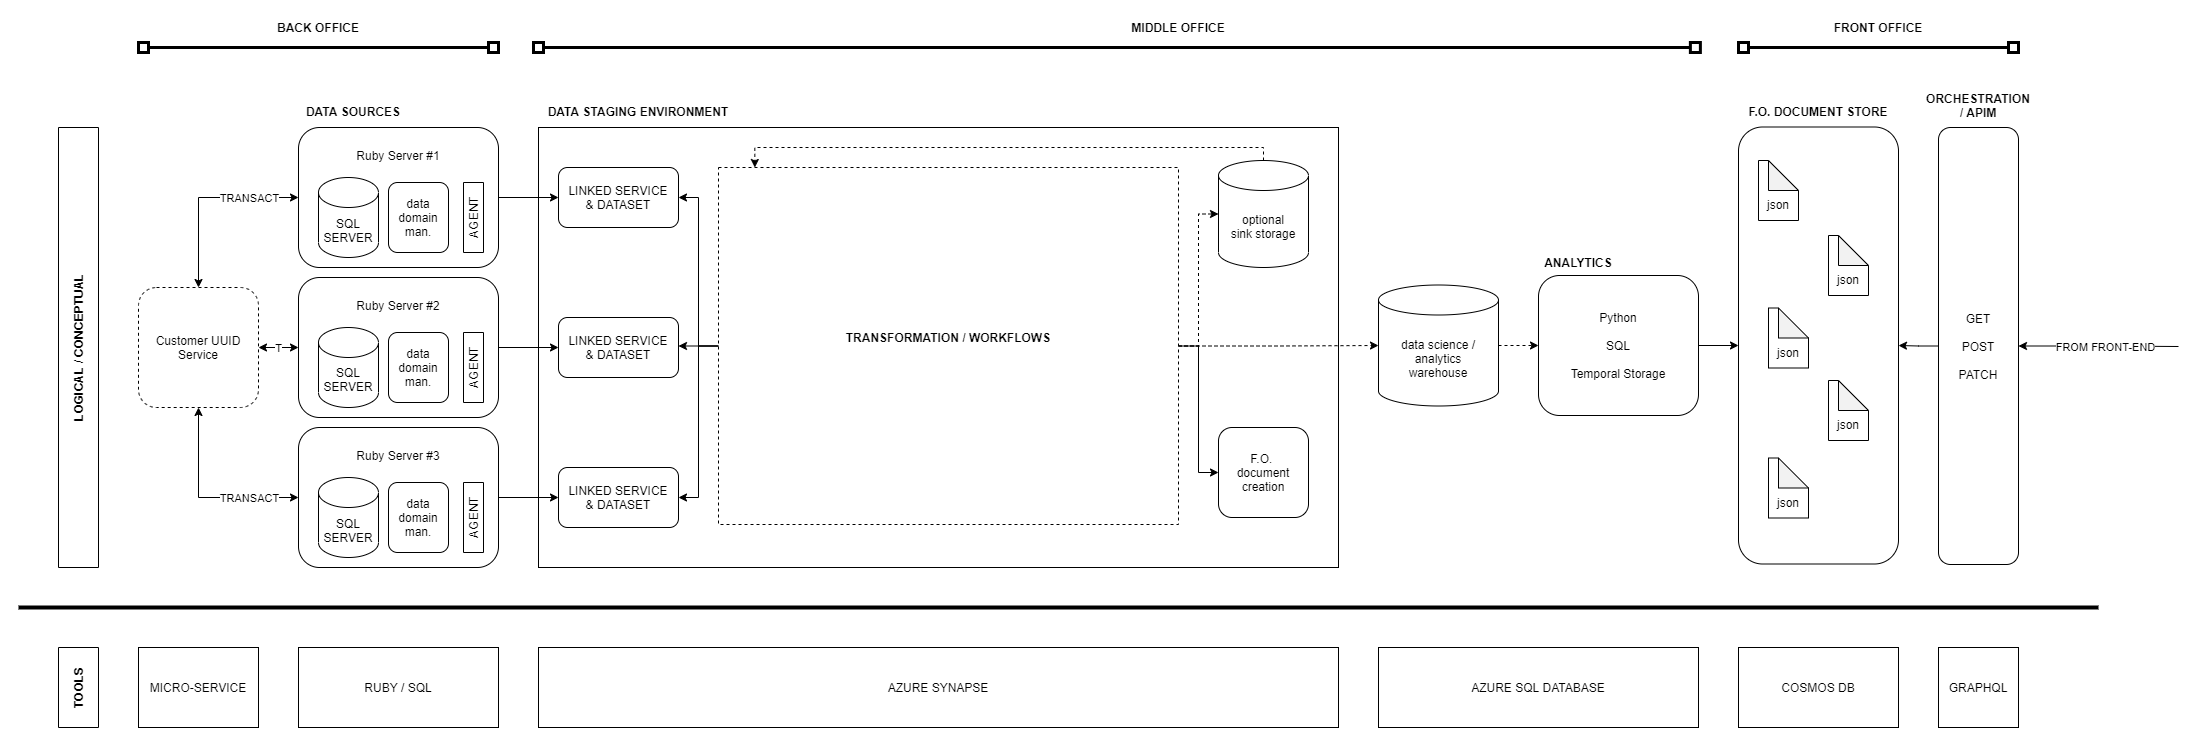 BACK OFFICE
MIDDLE OFFICE
FRONT OFFICE
DATA SOURCES
DATA STAGING ENVIRONMENT
F.O. DOCUMENT STORE
ORCHESTRATION
/ APIM
LOGICAL / CONCEPTUAL
Customer UUID
Service
TRANSACT
T
TRANSACT
Ruby Server #1
SQL
SERVER
data
domain
man.
AGENT
Ruby Server #2
SQL
SERVER
data
domain
man.
AGENT
Ruby Server #3
SQL
SERVER
data
domain
man.
AGENT
LINKED SERVICE
& DATASET
LINKED SERVICE
& DATASET
LINKED SERVICE
& DATASET
TRANSFORMATION / WORKFLOWS
optional
sink storage
F.O.
document
creation
data science /
analytics
warehouse
ANALYTICS
Python
SQL
Temporal Storage
json
json
json
json
json
GET
POST
PATCH
FROM FRONT-END
TOOLS
MICRO-SERVICE
RUBY / SQL
AZURE SYNAPSE
AZURE SQL DATABASE
COSMOS DB
GRAPHQL